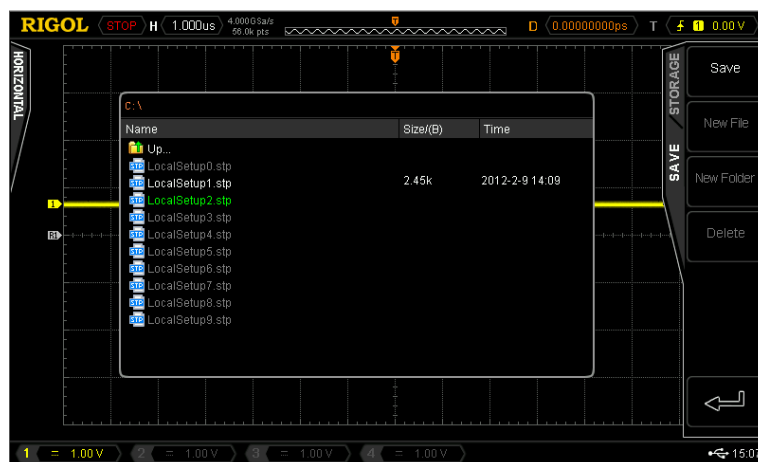 RIGOL STOP H 1.000us 4.000GSa/s 56.0k pts D 0.00000000ps T 1 0.00 V
HORIZONTAL
C:\
Name Size/(B) Time
Up...
LocalSetup0.stp
LocalSetup1.stp 2.45k 2012-2-9 14:09
LocalSetup2.stp
LocalSetup3.stp
LocalSetup4.stp
LocalSetup5.stp
LocalSetup6.stp
LocalSetup7.stp
LocalSetup8.stp
LocalSetup9.stp
STORAGE
SAVE
Save
New File
New Folder
Delete
1 = 1.00 V 2 = 1.00 V 3 = 1.00 V 4 = 1.00 V 15:07